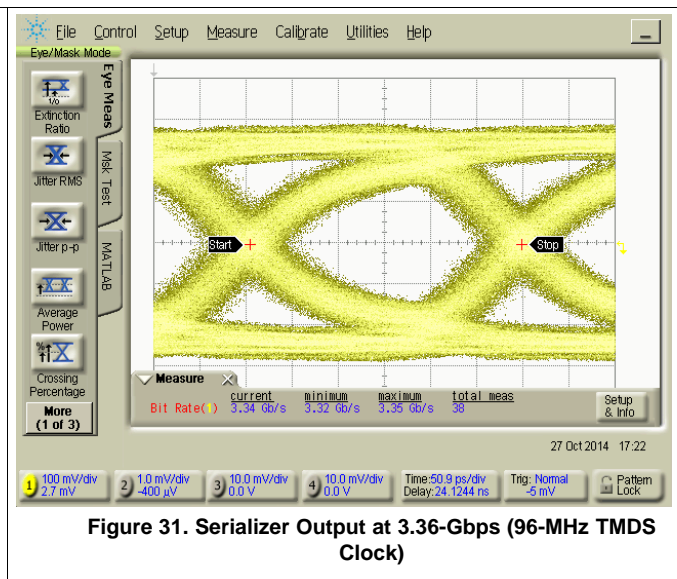 File Control Setup Measure Calibrate Utilities Help
Eye/Mask Mode
Eye Meas
Msk Test
MATLAB
1/0
Extinction
Ratio
Jitter RMS
Jitter p-p
Average
Power
%
Crossing
Percentage
More
(1 of 3)
Start
Stop
Measure
current minimum maximum total meas
Bit Rate(1) 3.34 Gb/s 3.32 Gb/s 3.35 Gb/s 38
Setup
& Info
27 Oct 2014 17:22
1 100 mV/div
2.7 mV
2 1.0 mV/div
-400 µV
3 10.0 mV/div
0.0 V
4 10.0 mV/div
0.0 V
Time:50.9 ps/div
Delay:24.1244 ns
Trig: Normal
-5 mV
Pattern
Lock
Figure 31. Serializer Output at 3.36-Gbps (96-MHz TMDS
Clock)